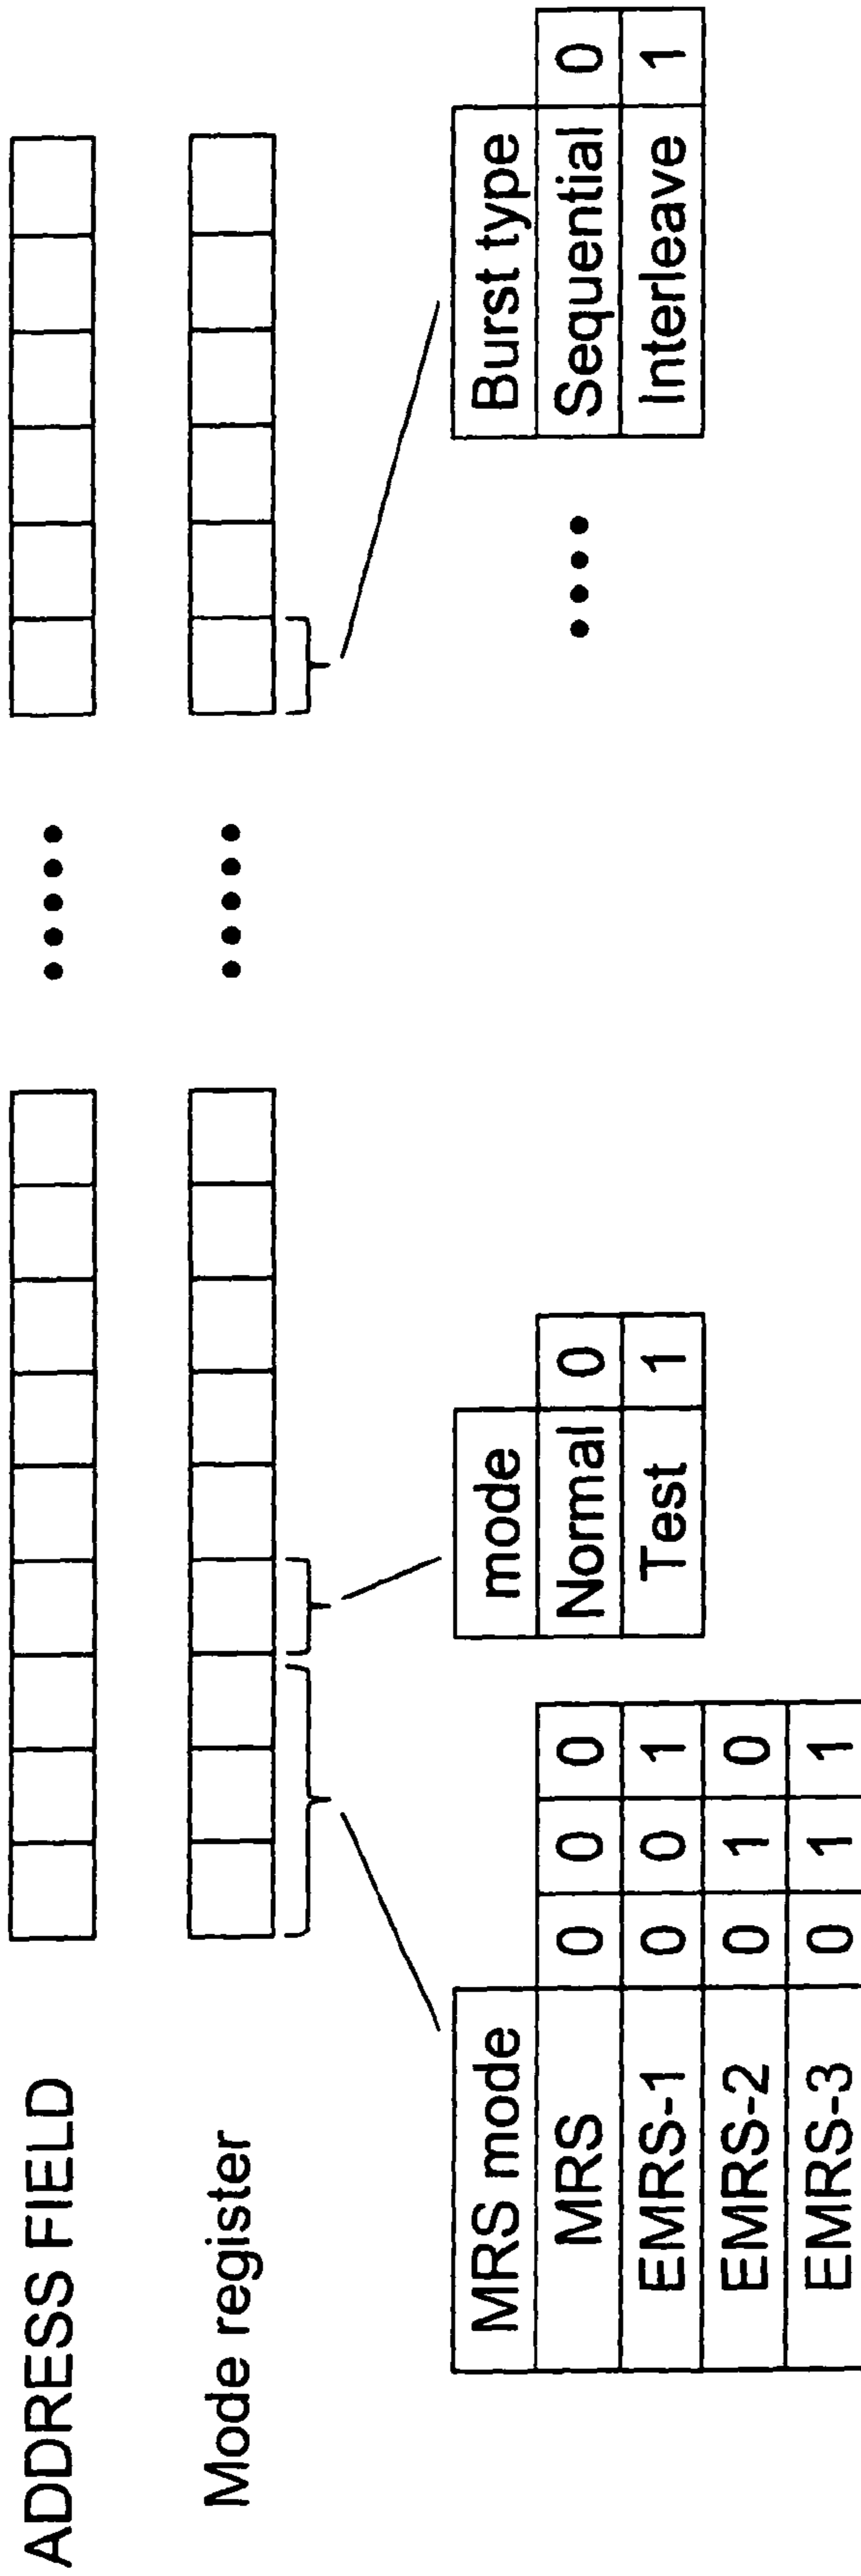 ADDRESS FIELD
Mode register
MRS mode
MRS 0 0 0
EMRS-1 0 0 1
EMRS-2 0 1 0
EMRS-3 0 1 1
mode
Normal 0
Test 1
Burst type
Sequential 0
Interleave 1